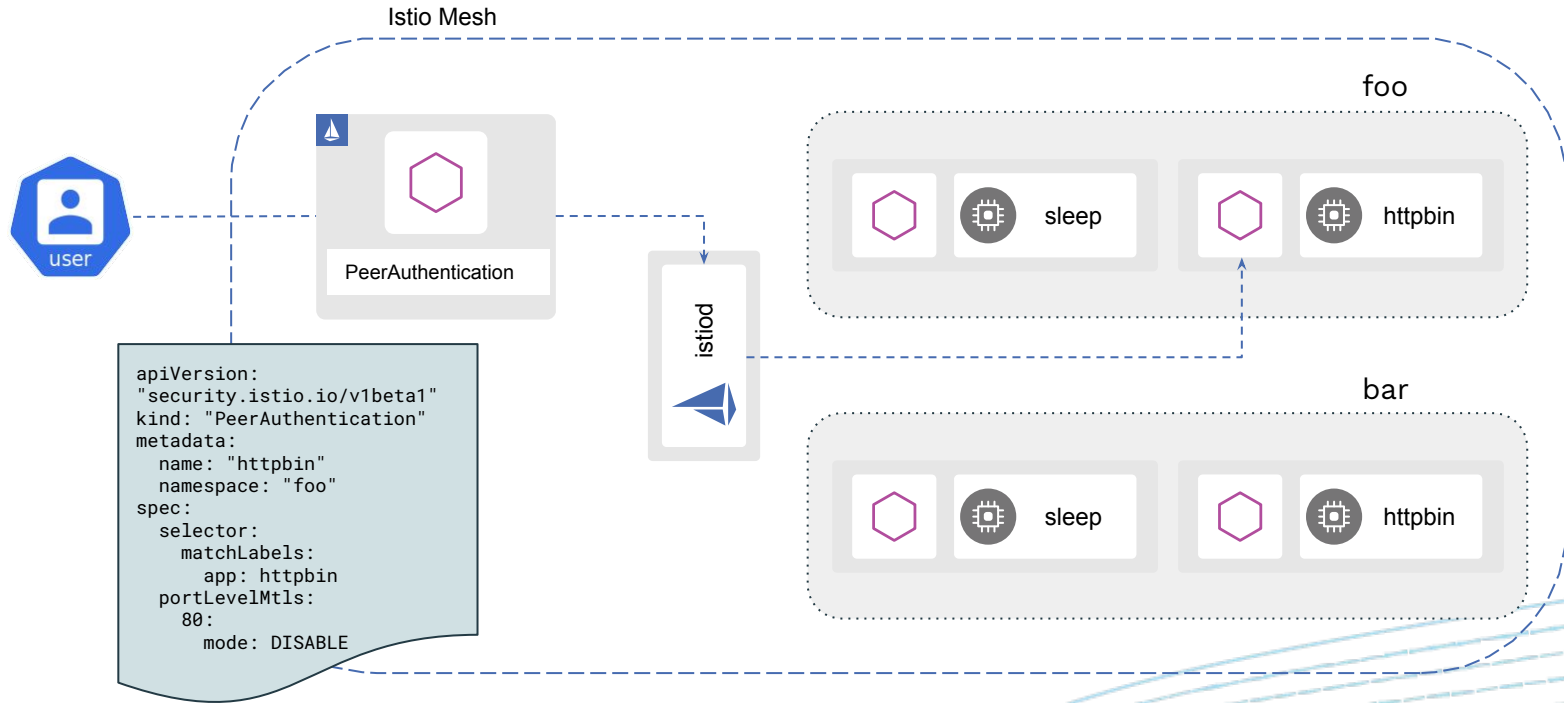 Istio Mesh
user
PeerAuthentication
istiod
foo
sleep
httpbin
bar
sleep
httpbin
apiVersion:
"security.istio.io/v1beta1"
kind: "PeerAuthentication"
metadata:
  name: "httpbin"
  namespace: "foo"
spec:
  selector:
    matchLabels:
      app: httpbin
  portLevelMtls:
    80:
      mode: DISABLE